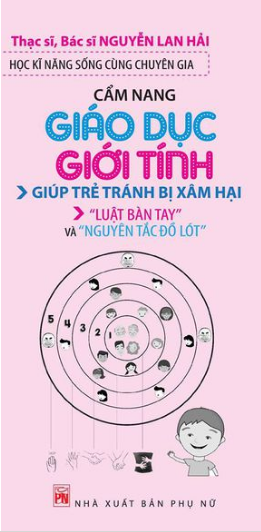 Thạc sĩ, Bác sĩ NGUYỄN LAN HẢI
HỌC KĨ NĂNG SỐNG CÙNG CHUYÊN GIA
CẨM NANG
GIÁO DỤC
GIỚI TÍNH
GIÚP TRẺ TRÁNH BỊ XÂM HẠI
"LUẬT BÀN TAY"
VÀ "NGUYÊN TẮC ĐỒ LÓT"
5 4 3 2 1
PN
NHÀ XUẤT BẢN PHỤ NỮ